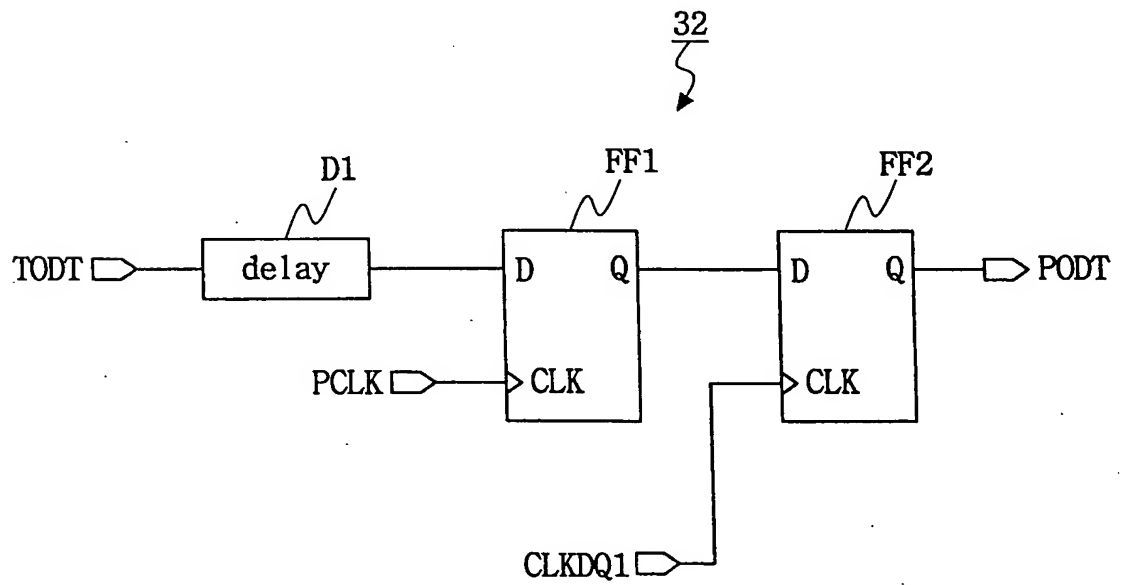 32
D1
FF1
FF2
TODT
delay
D
Q
D
Q
PODT
PCLK
CLK
CLK
CLKDQ1